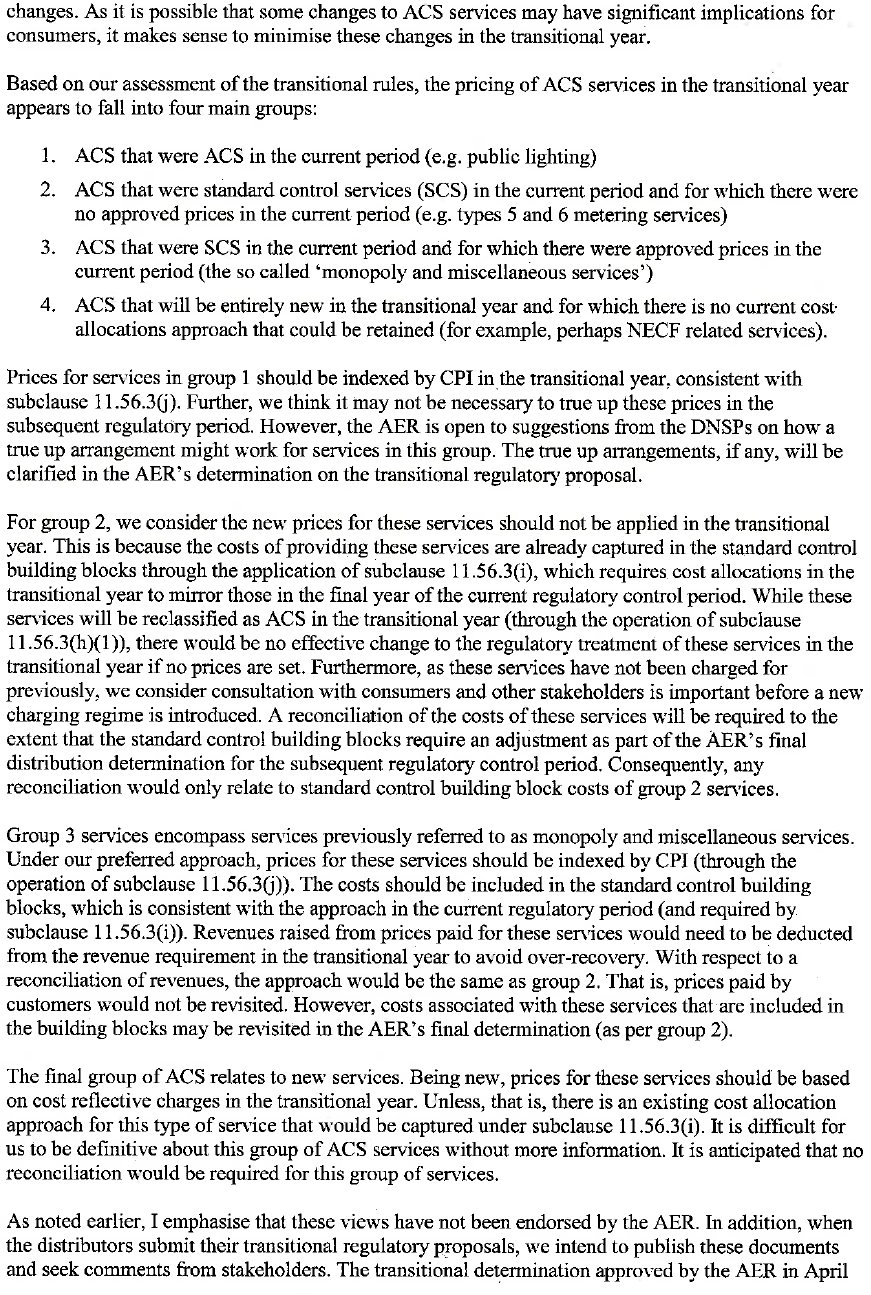 changes. As it is possible that some changes to ACS services may have significant implications for
consumers, it makes sense to minimise these changes in the transitional year.
Based on our assessment of the transitional rules, the pricing of ACS services in the transitional year
appears to fall into four main groups:
1. ACS that were ACS in the current period (e.g. public lighting)
2. ACS that were standard control services (SCS) in the current period and for which there were
no approved prices in the current period (e.g. types 5 and 6 metering services)
3. ACS that were SCS in the current period and for which there were approved prices in the
current period (the so called ‘monopoly and miscellaneous services’)
4. ACS that will be entirely new in the transitional year and for which there is no current cost-
allocations approach that could be retained (for example, perhaps NECF related services).
Prices for services in group 1 should be indexed by CPI in the transitional year, consistent with
subclause 11.56.3(j). Further, we think it may not be necessary to true up these prices in the
subsequent regulatory period. However, the AER is open to suggestions from the DNSPs on how a
true up arrangement might work for services in this group. The true up arrangements, if any, will be
clarified in the AER’s determination on the transitional regulatory proposal.
For group 2, we consider the new prices for these services should not be applied in the transitional
year. This is because the costs of providing these services are already captured in the standard control
building blocks through the application of subclause 11.56.3(i), which requires cost allocations in the
transitional year to mirror those in the final year of the current regulatory control period. While these
services will be reclassified as ACS in the transitional year (through the operation of subclause
11.56.3(h)(1)), there would be no effective change to the regulatory treatment of these services in the
transitional year if no prices are set. Furthermore, as these services have not been charged for
previously, we consider consultation with consumers and other stakeholders is important before a new
charging regime is introduced. A reconciliation of the costs of these services will be required to the
extent that the standard control building blocks require an adjustment as part of the AER’s final
distribution determination for the subsequent regulatory control period. Consequently, any
reconciliation would only relate to standard control building block costs of group 2 services.
Group 3 services encompass services previously referred to as monopoly and miscellaneous services.
Under our preferred approach, prices for these services should be indexed by CPI (through the
operation of subclause 11.56.3(j)). The costs should be included in the standard control building
blocks, which is consistent with the approach in the current regulatory period (and required by
subclause 11.56.3(i)). Revenues raised from prices paid for these services would need to be deducted
from the revenue requirement in the transitional year to avoid over-recovery. With respect to a
reconciliation of revenues, the approach would be the same as group 2. That is, prices paid by
customers would not be revisited. However, costs associated with these services that are included in
the building blocks may be revisited in the AER’s final determination (as per group 2).
The final group of ACS relates to new services. Being new, prices for these services should be based
on cost reflective charges in the transitional year. Unless, that is, there is an existing cost allocation
approach for this type of service that would be captured under subclause 11.56.3(i). It is difficult for
us to be definitive about this group of ACS services without more information. It is anticipated that no
reconciliation would be required for this group of services.
As noted earlier, I emphasise that these views have not been endorsed by the AER. In addition, when
the distributors submit their transitional regulatory proposals, we intend to publish these documents
and seek comments from stakeholders. The transitional determination approved by the AER in April